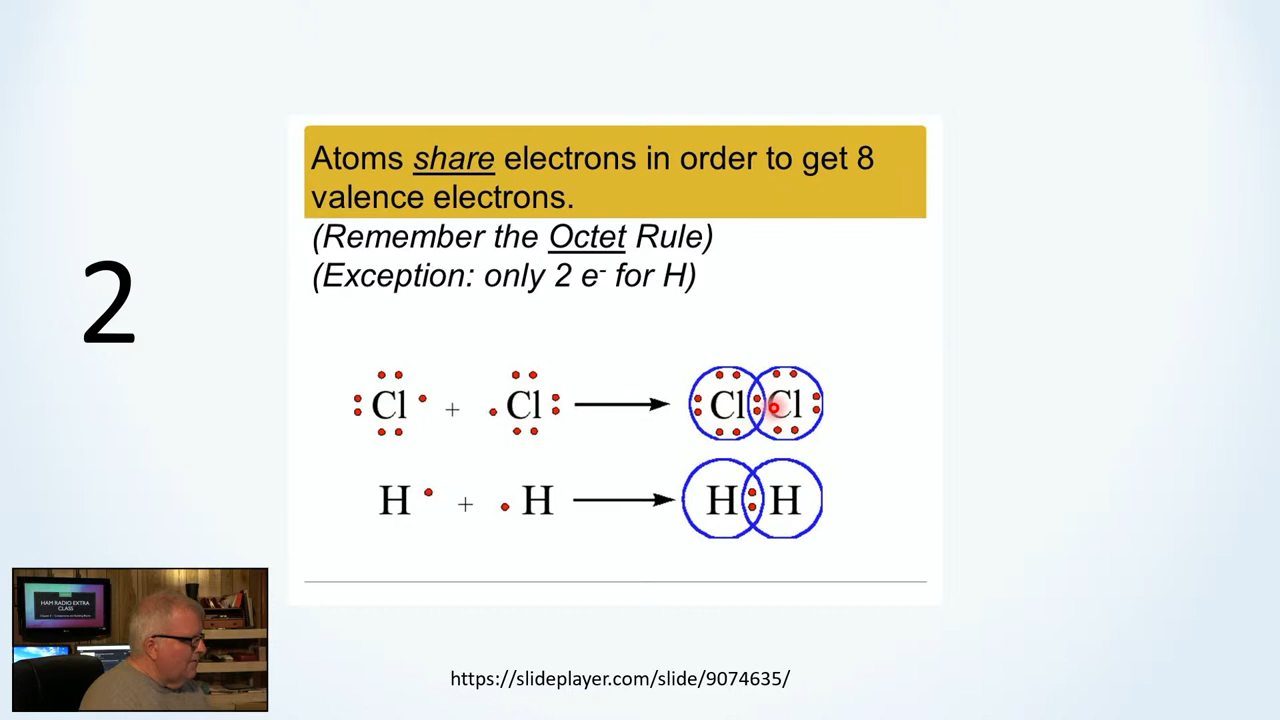 Atoms share electrons in order to get 8
valence electrons.
(Remember the Octet Rule)
(Exception: only 2 e⁻ for H)
2
Cl + Cl Cl Cl
H + H H H
HAM RADIO EXTRA
CLASS
https://slideplayer.com/slide/9074635/